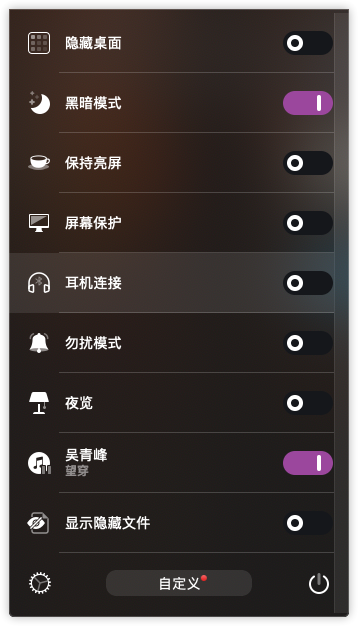 隐藏桌面
黑暗模式
保持亮屏
屏幕保护
耳机连接
勿扰模式
夜览
吴青峰
望穿
显示隐藏文件
自定义